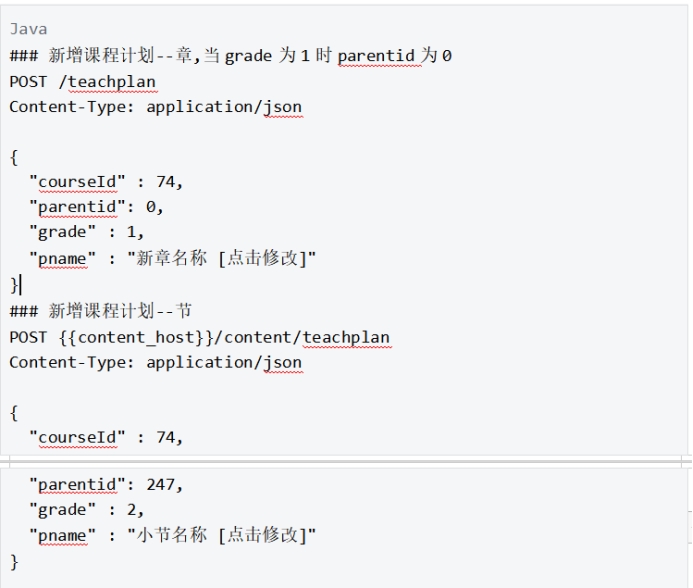 Java
### 新增课程计划--章,当 grade 为 1 时 parentid 为 0
POST /teachplan
Content-Type: application/json
{
"courseId" : 74,
"parentid": 0,
"grade" : 1,
"pname" : "新章名称 [点击修改]"
}
### 新增课程计划--节
POST {{content_host}}/content/teachplan
Content-Type: application/json
{
"courseId" : 74,
"parentid": 247,
"grade" : 2,
"pname" : "小节名称 [点击修改]"
}